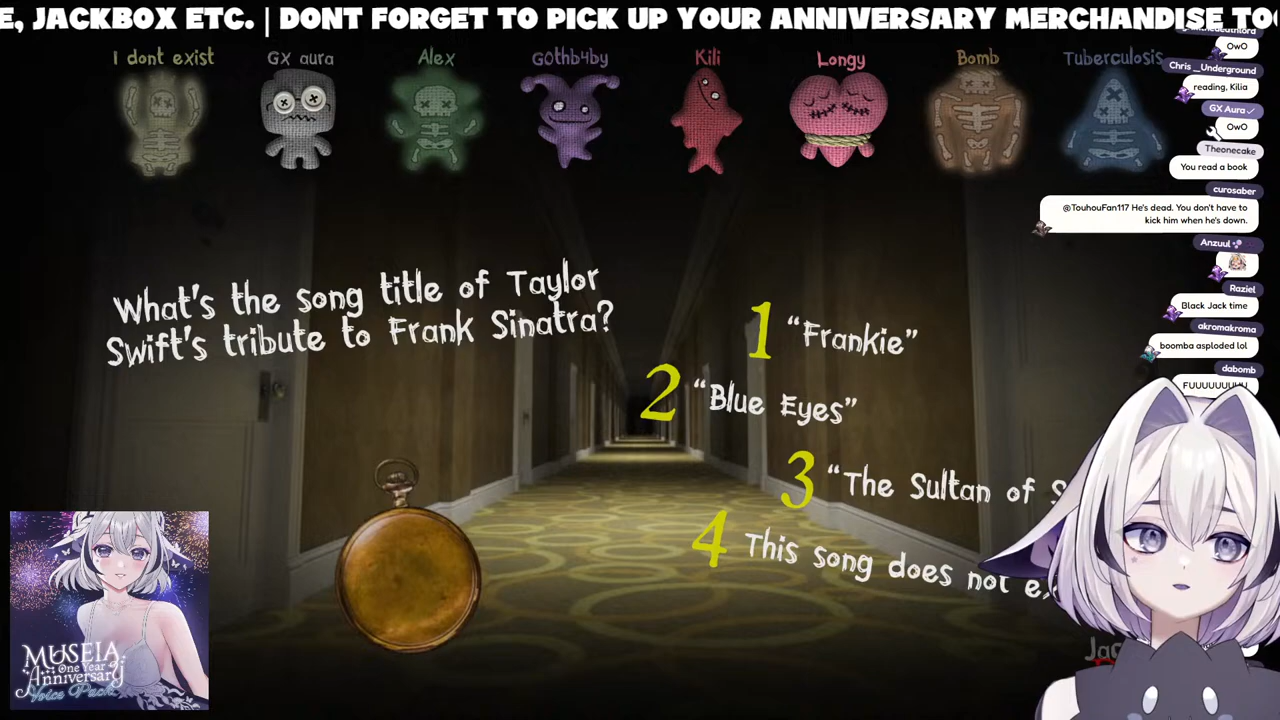 E, JACKBOX ETC. | DONT FORGET TO PICK UP YOUR ANNIVERSARY MERCHANDISE TO
I dont exist
GX aura
Alex
G0thb4by
Kili
Longy
Bomb
Tuberculosis
What's the song title of Taylor
Swift's tribute to Frank Sinatra?
1 "Frankie"
2 "Blue Eyes"
3 "The Sultan of S
4 This song does not e
OwO
Chris_Underground
reading, Kilia
GX Aura
OwO
Theonecake
You read a book
curosaber
@TouhouFan117 He's dead. You don't have to
kick him when he's down.
Anzuul
Raziel
Black Jack time
akromakroma
boomba asploded lol
dabomb
MUSEIA
One Year
Anniversary
Voice Pack